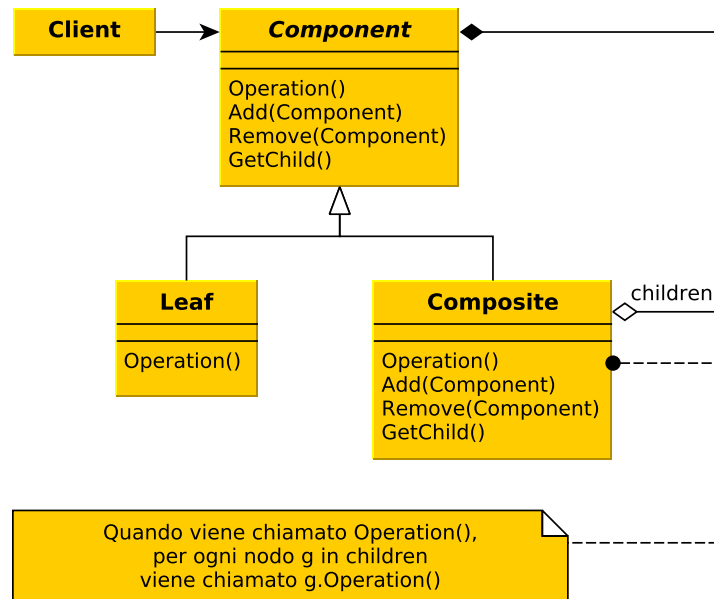 Client
Component
Operation()
Add(Component)
Remove(Component)
GetChild()
Leaf
Operation()
Composite
children
Operation()
Add(Component)
Remove(Component)
GetChild()
Quando viene chiamato Operation(),
per ogni nodo g in children
viene chiamato g.Operation()